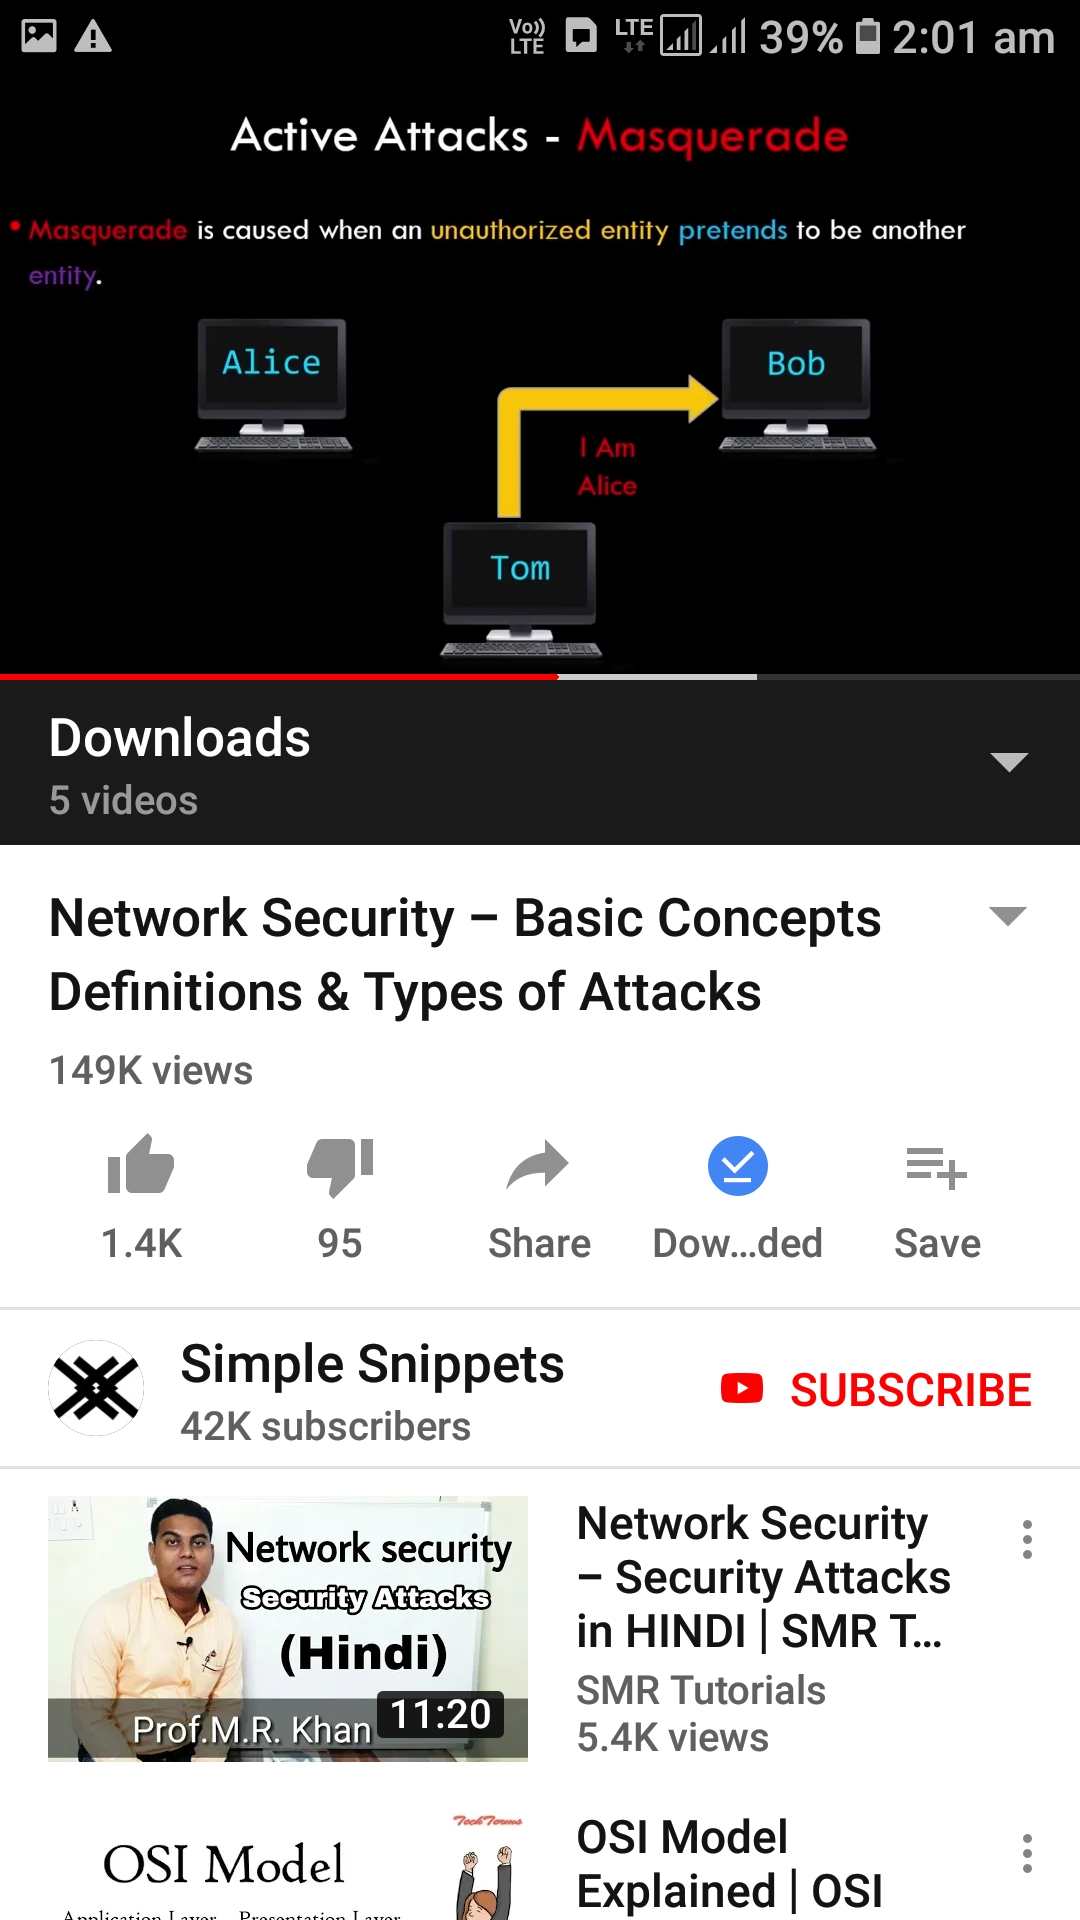 Vo)) LTE LTE 39% 2:01 am
Active Attacks - Masquerade
• Masquerade is caused when an unauthorized entity pretends to be another
entity.
Alice
Bob
I Am
Alice
Tom
Downloads
5 videos
Network Security – Basic Concepts
Definitions & Types of Attacks
149K views
1.4K 95 Share Dow...ded Save
Simple Snippets
42K subscribers
SUBSCRIBE
Network security
Security Attacks
(Hindi)
Prof.M.R. Khan
11:20
Network Security
– Security Attacks
in HINDI | SMR T...
SMR Tutorials
5.4K views
TechTerms
OSI Model
Application Layer Presentation Layer
OSI Model
Explained | OSI